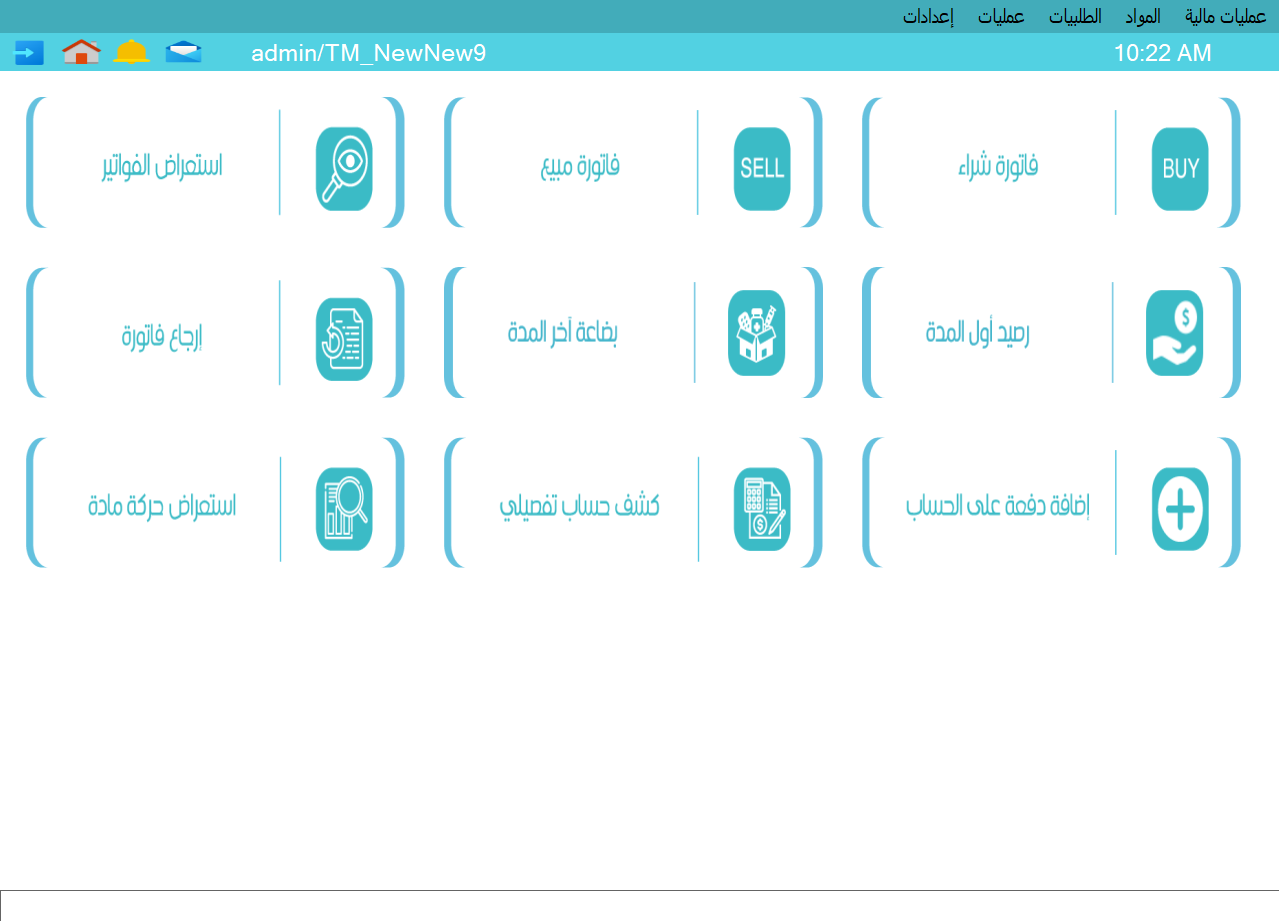 عمليات مالية المواد الطلبيات عمليات إعدادات
10:22 AM admin/TM_NewNew9
BUY فاتورة شراء
SELL فاتورة مبيع
استعراض الفواتير
رصيد أول المدة
بضاعة آخر المدة
إرجاع فاتورة
إضافة دفعة على الحساب
كشف حساب تفصيلي
استعراض حركة مادة